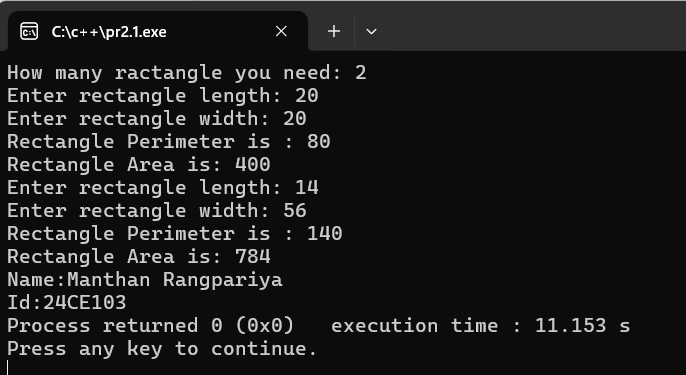 C:\c++\pr2.1.exe
How many ractangle you need: 2
Enter rectangle length: 20
Enter rectangle width: 20
Rectangle Perimeter is : 80
Rectangle Area is: 400
Enter rectangle length: 14
Enter rectangle width: 56
Rectangle Perimeter is : 140
Rectangle Area is: 784
Name:Manthan Rangpariya
Id:24CE103
Process returned 0 (0x0)   execution time : 11.153 s
Press any key to continue.